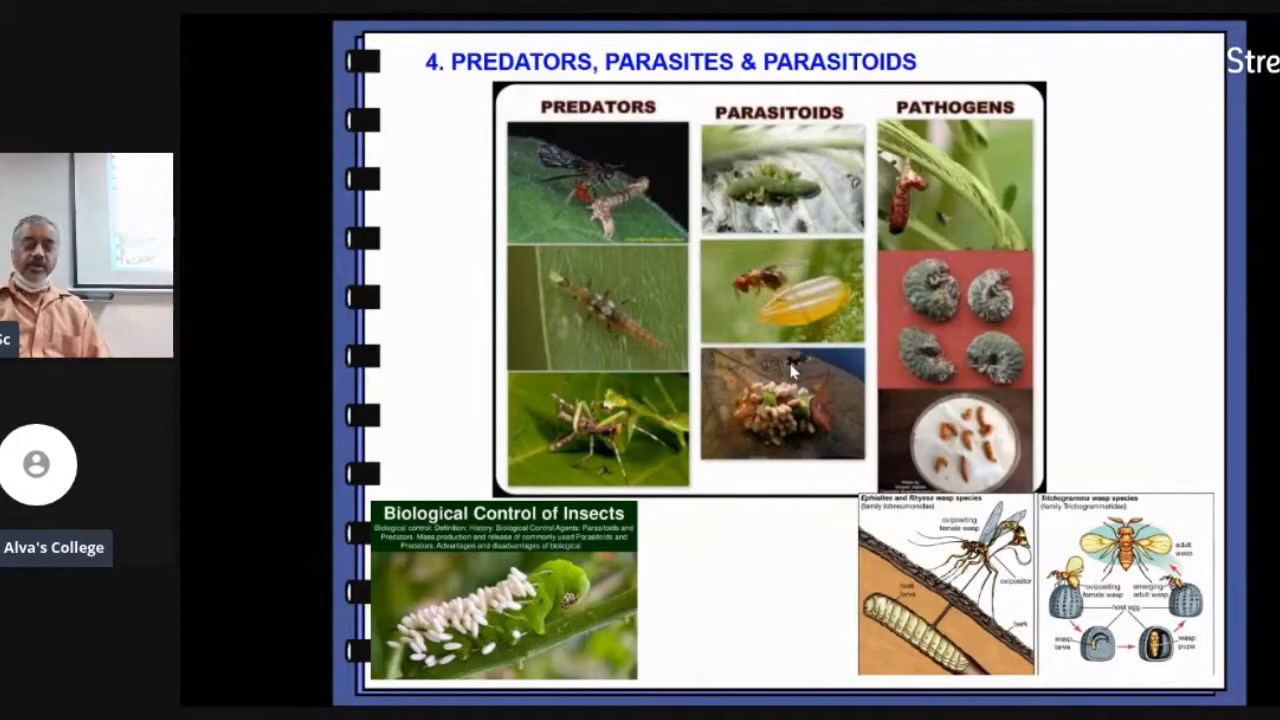 4. PREDATORS, PARASITES & PARASITOIDS
Stre
PREDATORS
PARASITOIDS
PATHOGENS
Sc
Alva's College
Biological Control of Insects
Biological control: Definition: History: Biological Control Agents: Parasitoids and
Predators. Mass production and release of commonly used Parasitoids and
Predators. Advantages and disadvantages of biological
Ephialtes and Rhyssa wasp species
(family Ichneumonidae)
ovipositing
female wasp
ovipositor
host
larva
bark
Trichogramma wasp species
(family Trichogrammatidae)
adult
wasp
ovipositing
female wasp
emerging
adult wasp
host egg
wasp
larva
wasp
pupa